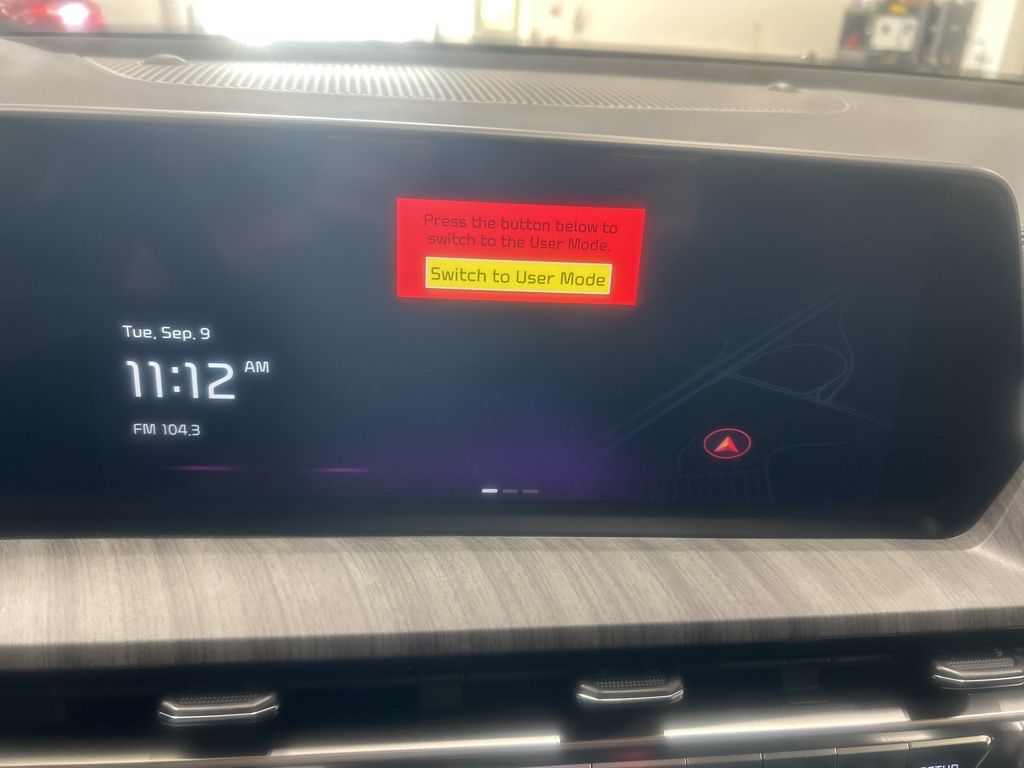 Press the button below to
switch to the User Mode.
Switch to User Mode
Tue, Sep. 9
11:12 AM
FM 104.3